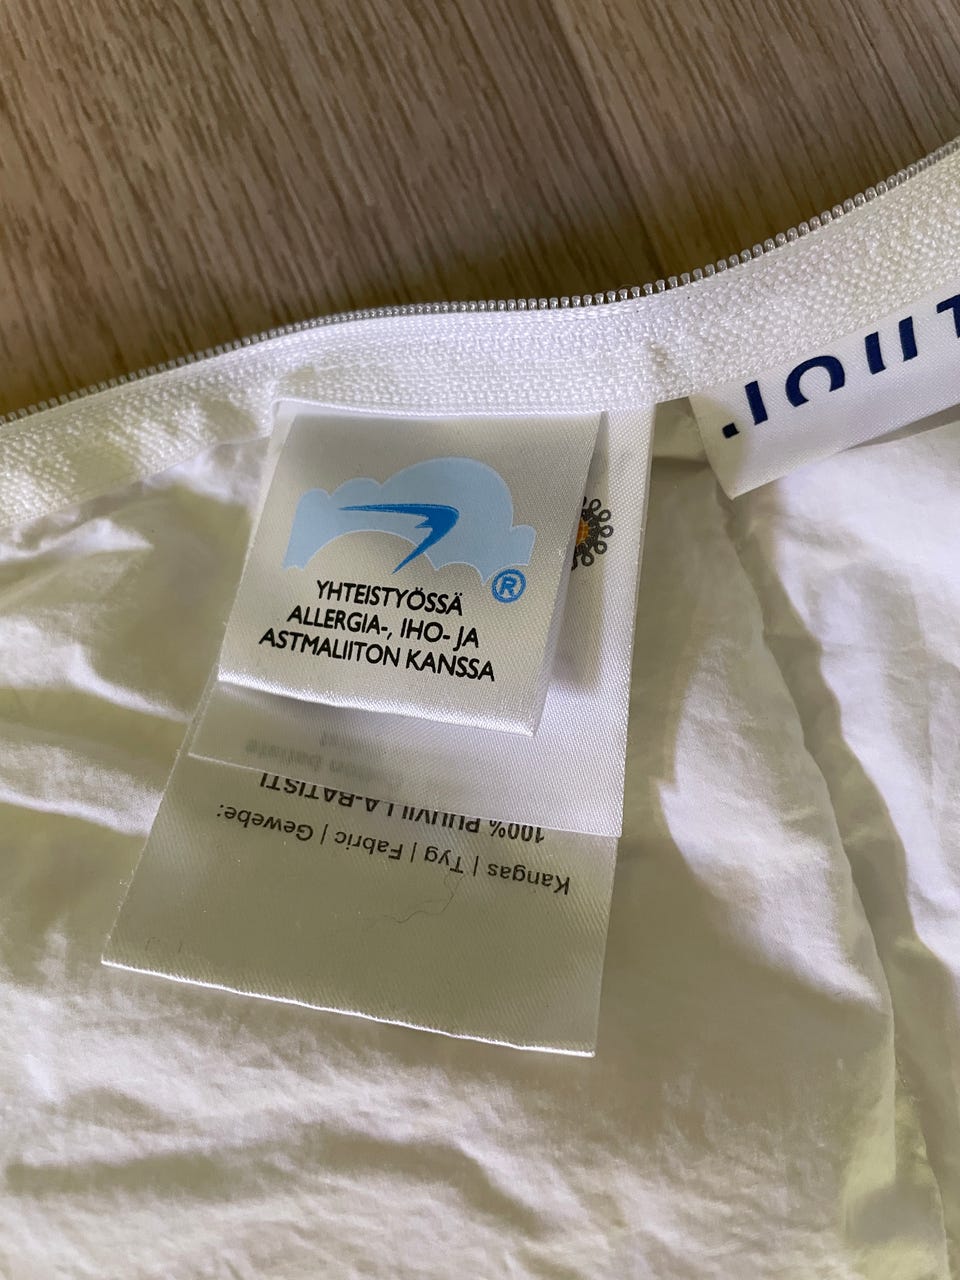 ®
YHTEISTYÖSSÄ
ALLERGIA-, IHO- JA
ASTMALIITON KANSSA
Kangas | Tyg | Fabric | Gewebe:
100% PUUVILLA-BATISTI